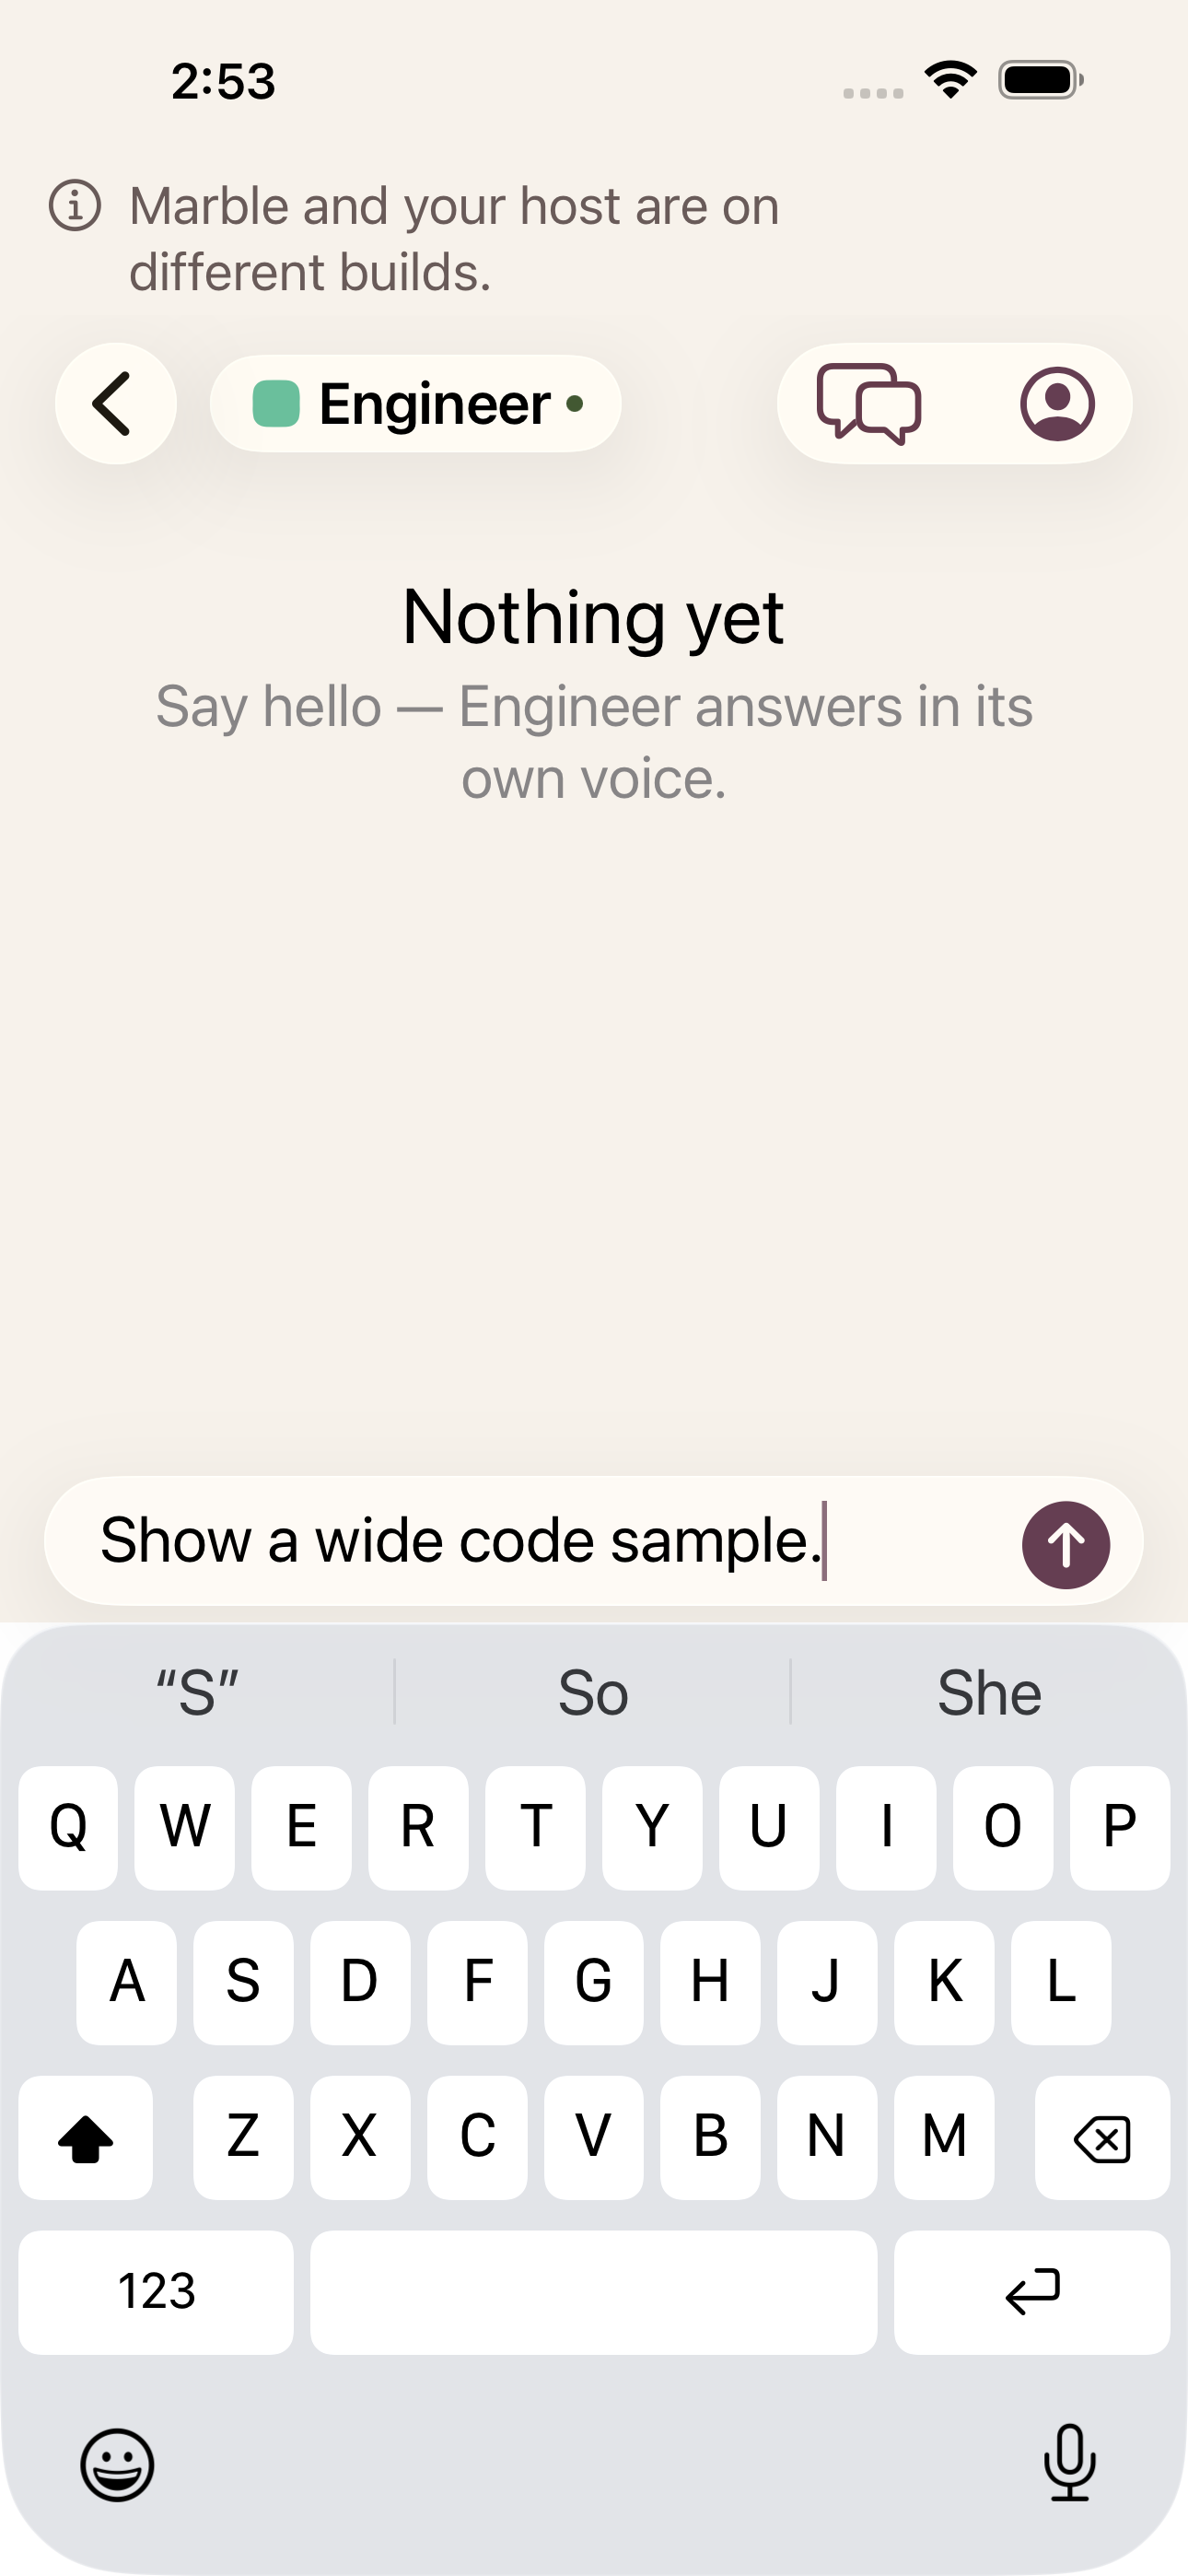 2:53
Marble and your host are on
different builds.
Engineer
Nothing yet
Say hello — Engineer answers in its
own voice.
Show a wide code sample.
“S” So She
Q W E R T Y U I O P
A S D F G H J K L
Z X C V B N M
123